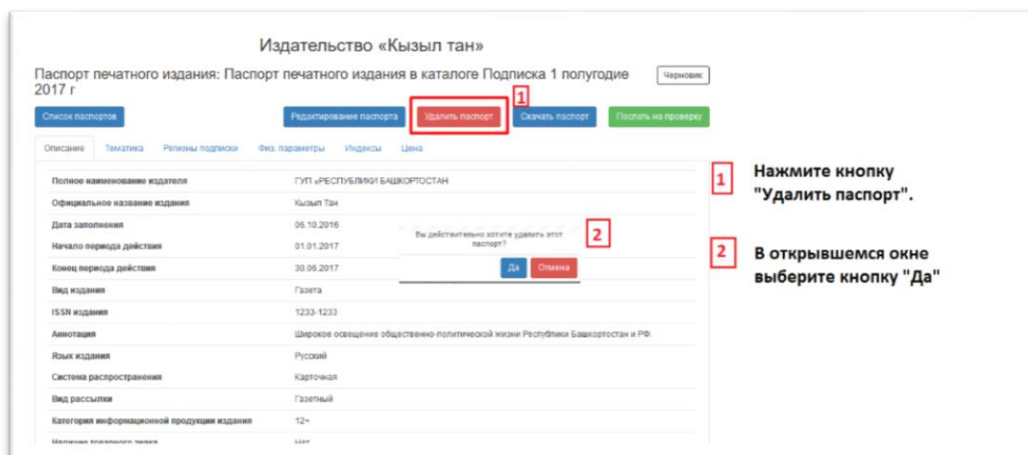 Издательство «Кызыл тан»
Паспорт печатного издания: Паспорт печатного издания в каталоге Подписка 1 полугодие
2017 г
Черновик
1
Список паспортов Редактирование паспорта Удалить паспорт Скачать паспорт Послать на проверку
Описание Тематика Регионы подписки Физ. параметры Индексы Цена
Полное наименование издателя ГУП «РЕСПУБЛИКИ БАШКОРТОСТАН
Официальное название издания Кызыл Тан
Дата заполнения 06.10.2016
Начало периода действия 01.01.2017
Конец периода действия 30.06.2017
Вы действительно хотите удалить этот
паспорт?
2
Да Отмена
Вид издания Газета
ISSN издания 1233-1233
Аннотация Широкое освещение общественно-политической жизни Республики Башкортостан и РФ.
Язык издания Русский
Система распространения Карточная
Вид рассылки Газетный
Категория информационной продукции издания 12+
Наличие товарного знака Нет
1 Нажмите кнопку
"Удалить паспорт".
2 В открывшемся окне
выберите кнопку "Да"